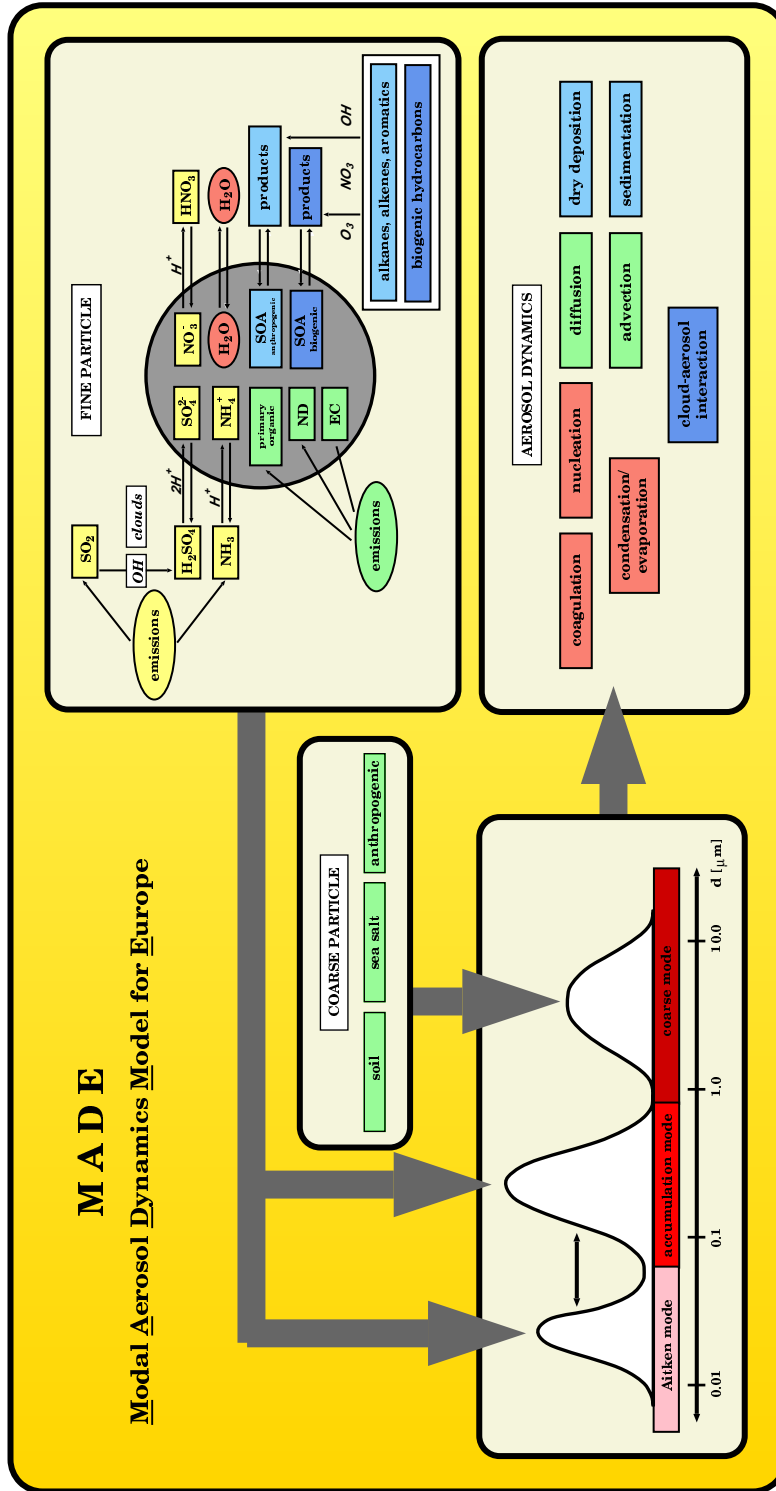 M A D E
Modal Aerosol Dynamics Model for Europe
FINE PARTICLE
emissions
SO₂
OH
clouds
H₂SO₄
2H⁺
SO₄²⁻
NO₃⁻
H⁺
HNO₃
NH₃
H⁺
NH₄⁺
H₂O
H₂O
emissions
primary
organic
ND
EC
SOA
anthropogenic
SOA
biogenic
products
products
O₃
NO₃
OH
alkanes, alkenes, aromatics
biogenic hydrocarbons
COARSE PARTICLE
soil
sea salt
anthropogenic
Aitken mode
accumulation mode
coarse mode
0.01
0.1
1.0
10.0
d [μm]
AEROSOL DYNAMICS
coagulation
nucleation
diffusion
dry deposition
condensation/
evaporation
advection
sedimentation
cloud-aerosol
interaction